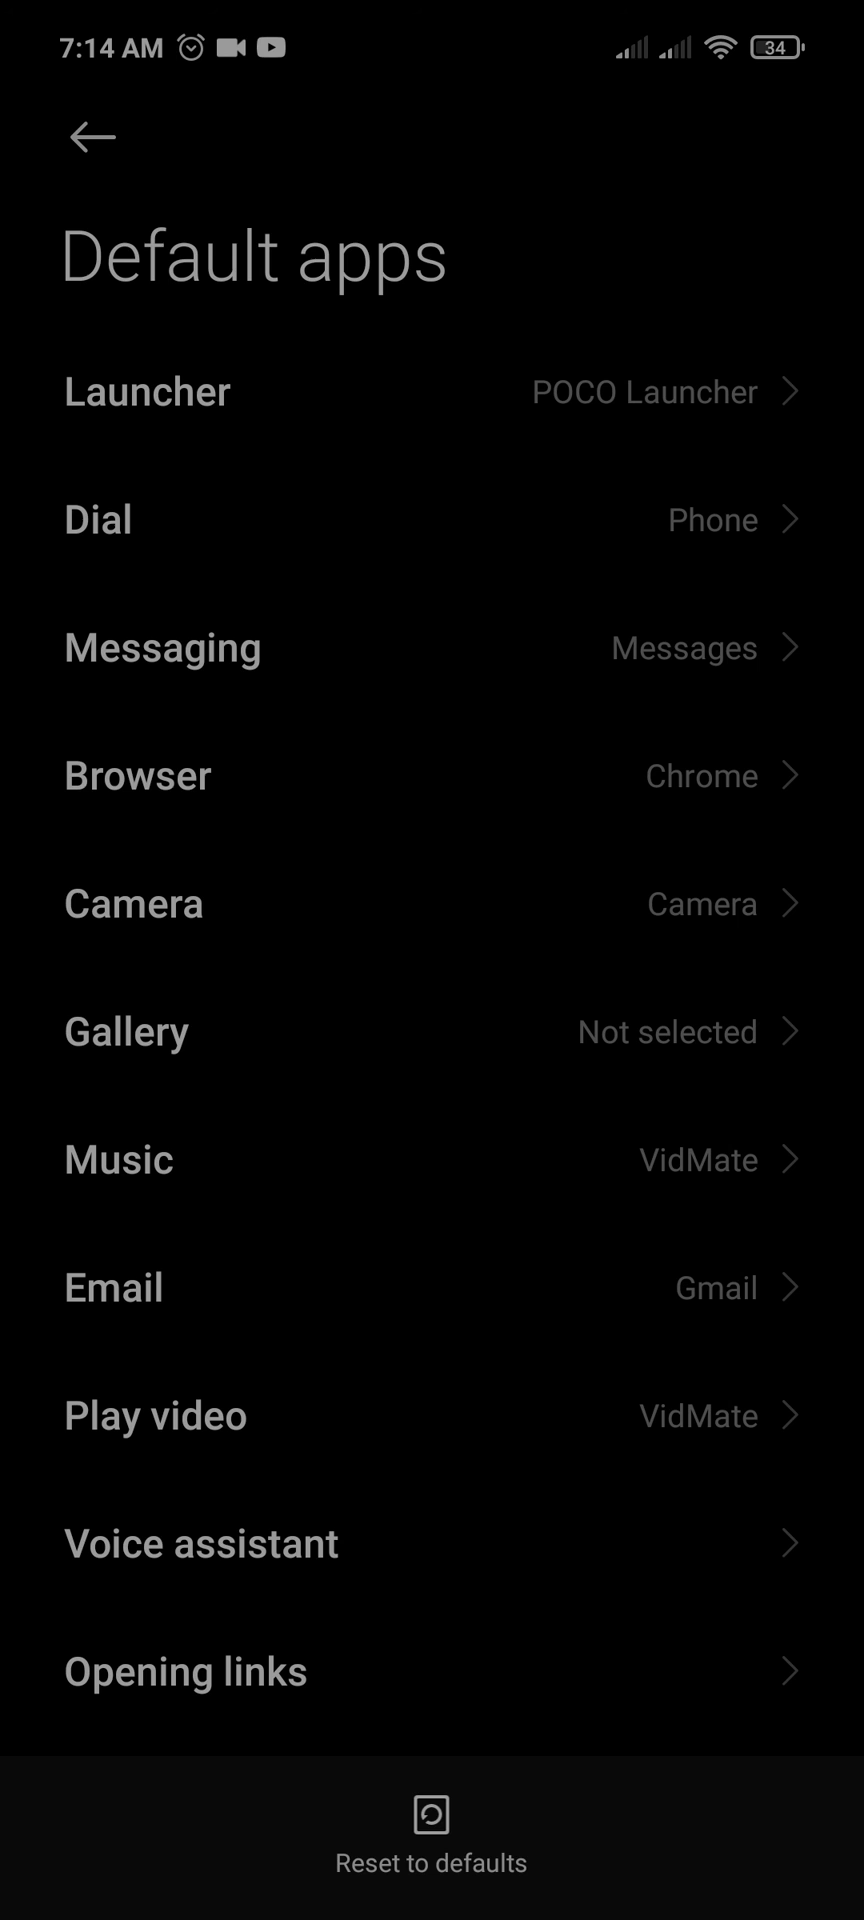 7:14 AM 34
Default apps
Launcher POCO Launcher
Dial Phone
Messaging Messages
Browser Chrome
Camera Camera
Gallery Not selected
Music VidMate
Email Gmail
Play video VidMate
Voice assistant
Opening links
Reset to defaults